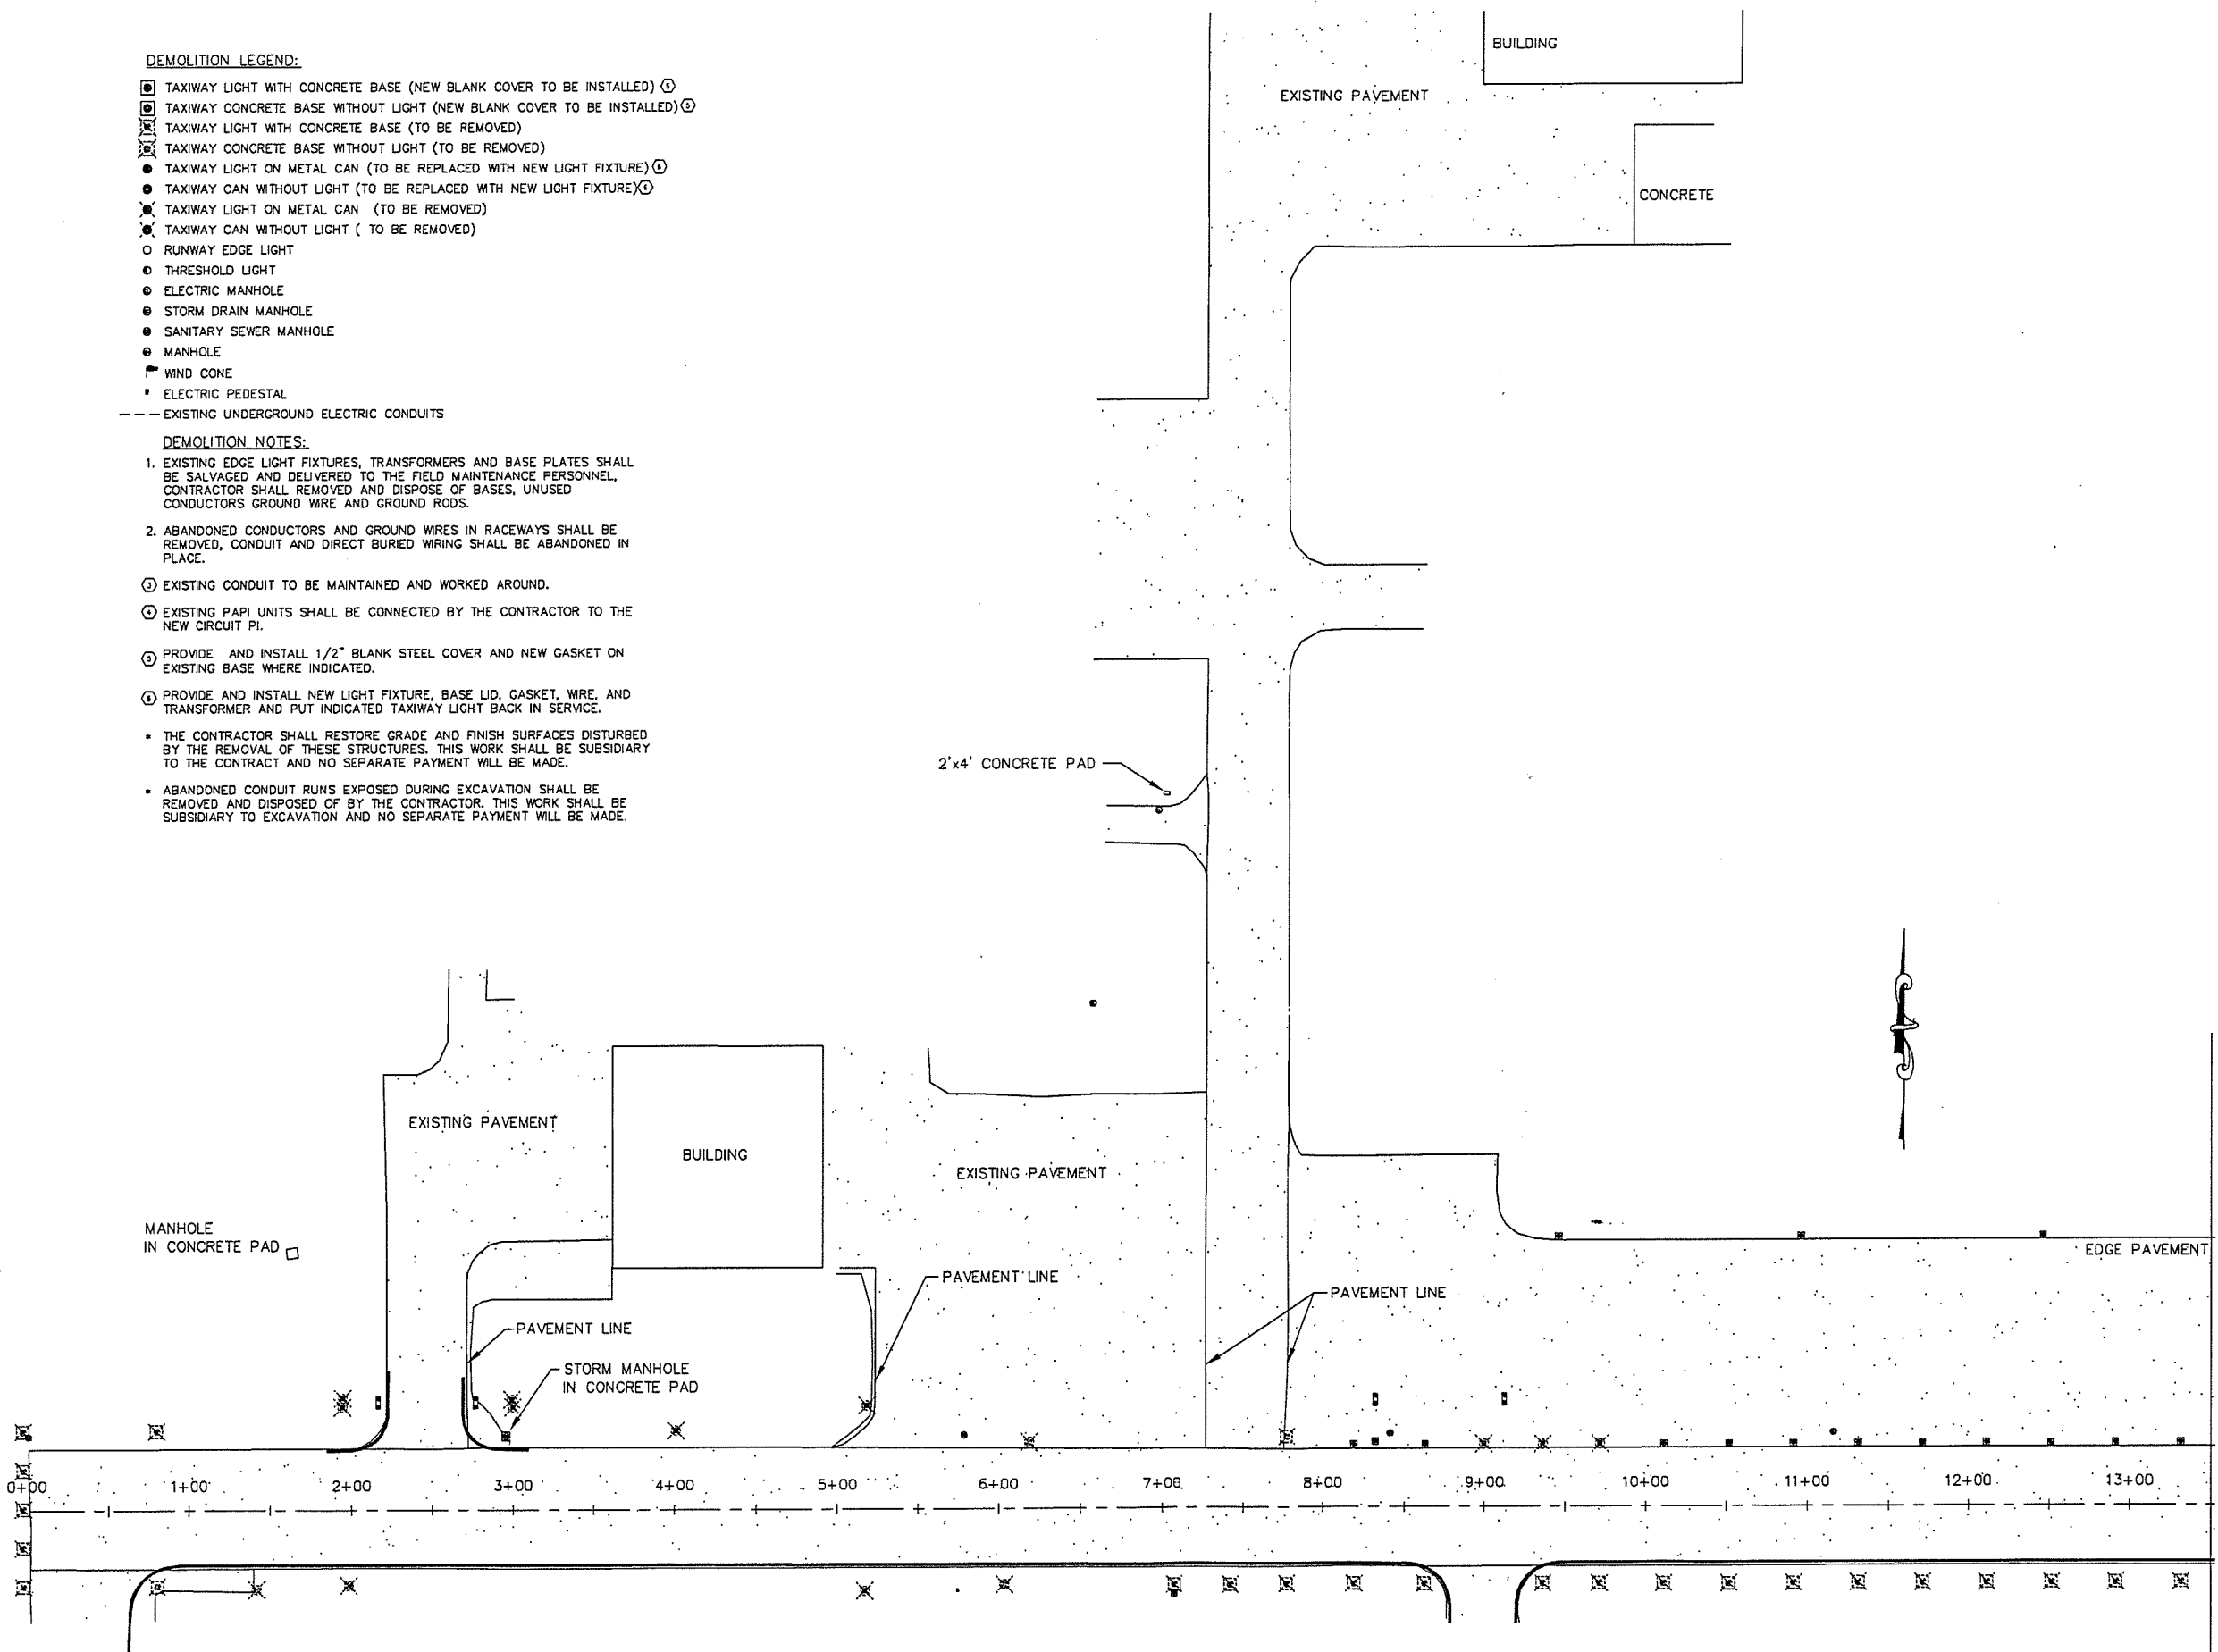 DEMOLITION LEGEND:
TAXIWAY LIGHT WITH CONCRETE BASE (NEW BLANK COVER TO BE INSTALLED)
TAXIWAY CONCRETE BASE WITHOUT LIGHT (NEW BLANK COVER TO BE INSTALLED)
TAXIWAY LIGHT WITH CONCRETE BASE (TO BE REMOVED)
TAXIWAY CONCRETE BASE WITHOUT LIGHT (TO BE REMOVED)
TAXIWAY LIGHT ON METAL CAN (TO BE REPLACED WITH NEW LIGHT FIXTURE)
TAXIWAY CAN WITHOUT LIGHT (TO BE REPLACED WITH NEW LIGHT FIXTURE)
TAXIWAY LIGHT ON METAL CAN (TO BE REMOVED)
TAXIWAY CAN WITHOUT LIGHT ( TO BE REMOVED)
RUNWAY EDGE LIGHT
THRESHOLD LIGHT
ELECTRIC MANHOLE
STORM DRAIN MANHOLE
SANITARY SEWER MANHOLE
MANHOLE
WIND CONE
ELECTRIC PEDESTAL
EXISTING UNDERGROUND ELECTRIC CONDUITS
DEMOLITION NOTES:
1. EXISTING EDGE LIGHT FIXTURES, TRANSFORMERS AND BASE PLATES SHALL
BE SALVAGED AND DELIVERED TO THE FIELD MAINTENANCE PERSONNEL,
CONTRACTOR SHALL REMOVED AND DISPOSE OF BASES, UNUSED
CONDUCTORS GROUND WIRE AND GROUND RODS.
2. ABANDONED CONDUCTORS AND GROUND WIRES IN RACEWAYS SHALL BE
REMOVED, CONDUIT AND DIRECT BURIED WIRING SHALL BE ABANDONED IN
PLACE.
3 EXISTING CONDUIT TO BE MAINTAINED AND WORKED AROUND.
4 EXISTING PAPI UNITS SHALL BE CONNECTED BY THE CONTRACTOR TO THE
NEW CIRCUIT PI.
PROVIDE AND INSTALL 1/2" BLANK STEEL COVER AND NEW GASKET ON
EXISTING BASE WHERE INDICATED.
PROVIDE AND INSTALL NEW LIGHT FIXTURE, BASE LID, GASKET, WIRE, AND
TRANSFORMER AND PUT INDICATED TAXIWAY LIGHT BACK IN SERVICE.
* THE CONTRACTOR SHALL RESTORE GRADE AND FINISH SURFACES DISTURBED
BY THE REMOVAL OF THESE STRUCTURES. THIS WORK SHALL BE SUBSIDIARY
TO THE CONTRACT AND NO SEPARATE PAYMENT WILL BE MADE.
* ABANDONED CONDUIT RUNS EXPOSED DURING EXCAVATION SHALL BE
REMOVED AND DISPOSED OF BY THE CONTRACTOR. THIS WORK SHALL BE
SUBSIDIARY TO EXCAVATION AND NO SEPARATE PAYMENT WILL BE MADE.
BUILDING
EXISTING PAVEMENT
CONCRETE
2'x4' CONCRETE PAD
EXISTING PAVEMENT
BUILDING
EXISTING PAVEMENT
MANHOLE
IN CONCRETE PAD
EDGE PAVEMENT
PAVEMENT LINE
PAVEMENT LINE
PAVEMENT LINE
STORM MANHOLE
IN CONCRETE PAD
0+00 1+00 2+00 3+00 4+00 5+00 6+00 7+00 8+00 9+00 10+00 11+00 12+00 13+00